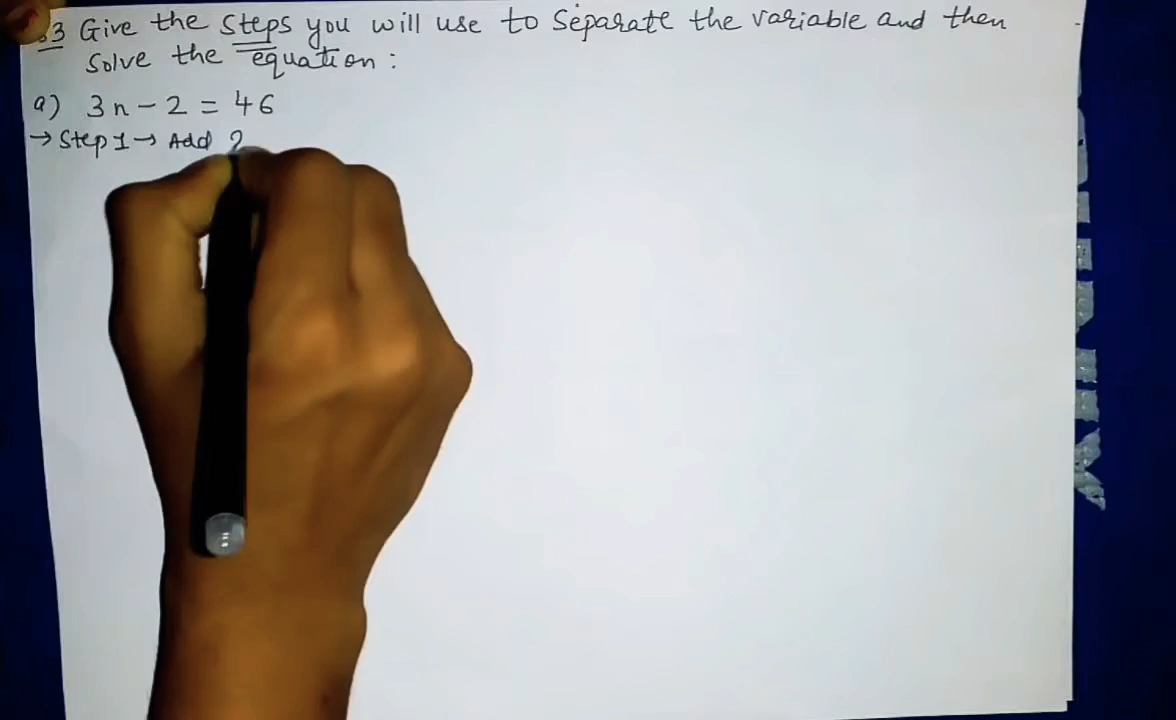 3 Give the steps you will use to separate the variable and then
solve the equation :
a) 3n - 2 = 46
→ Step 1 → Add 2